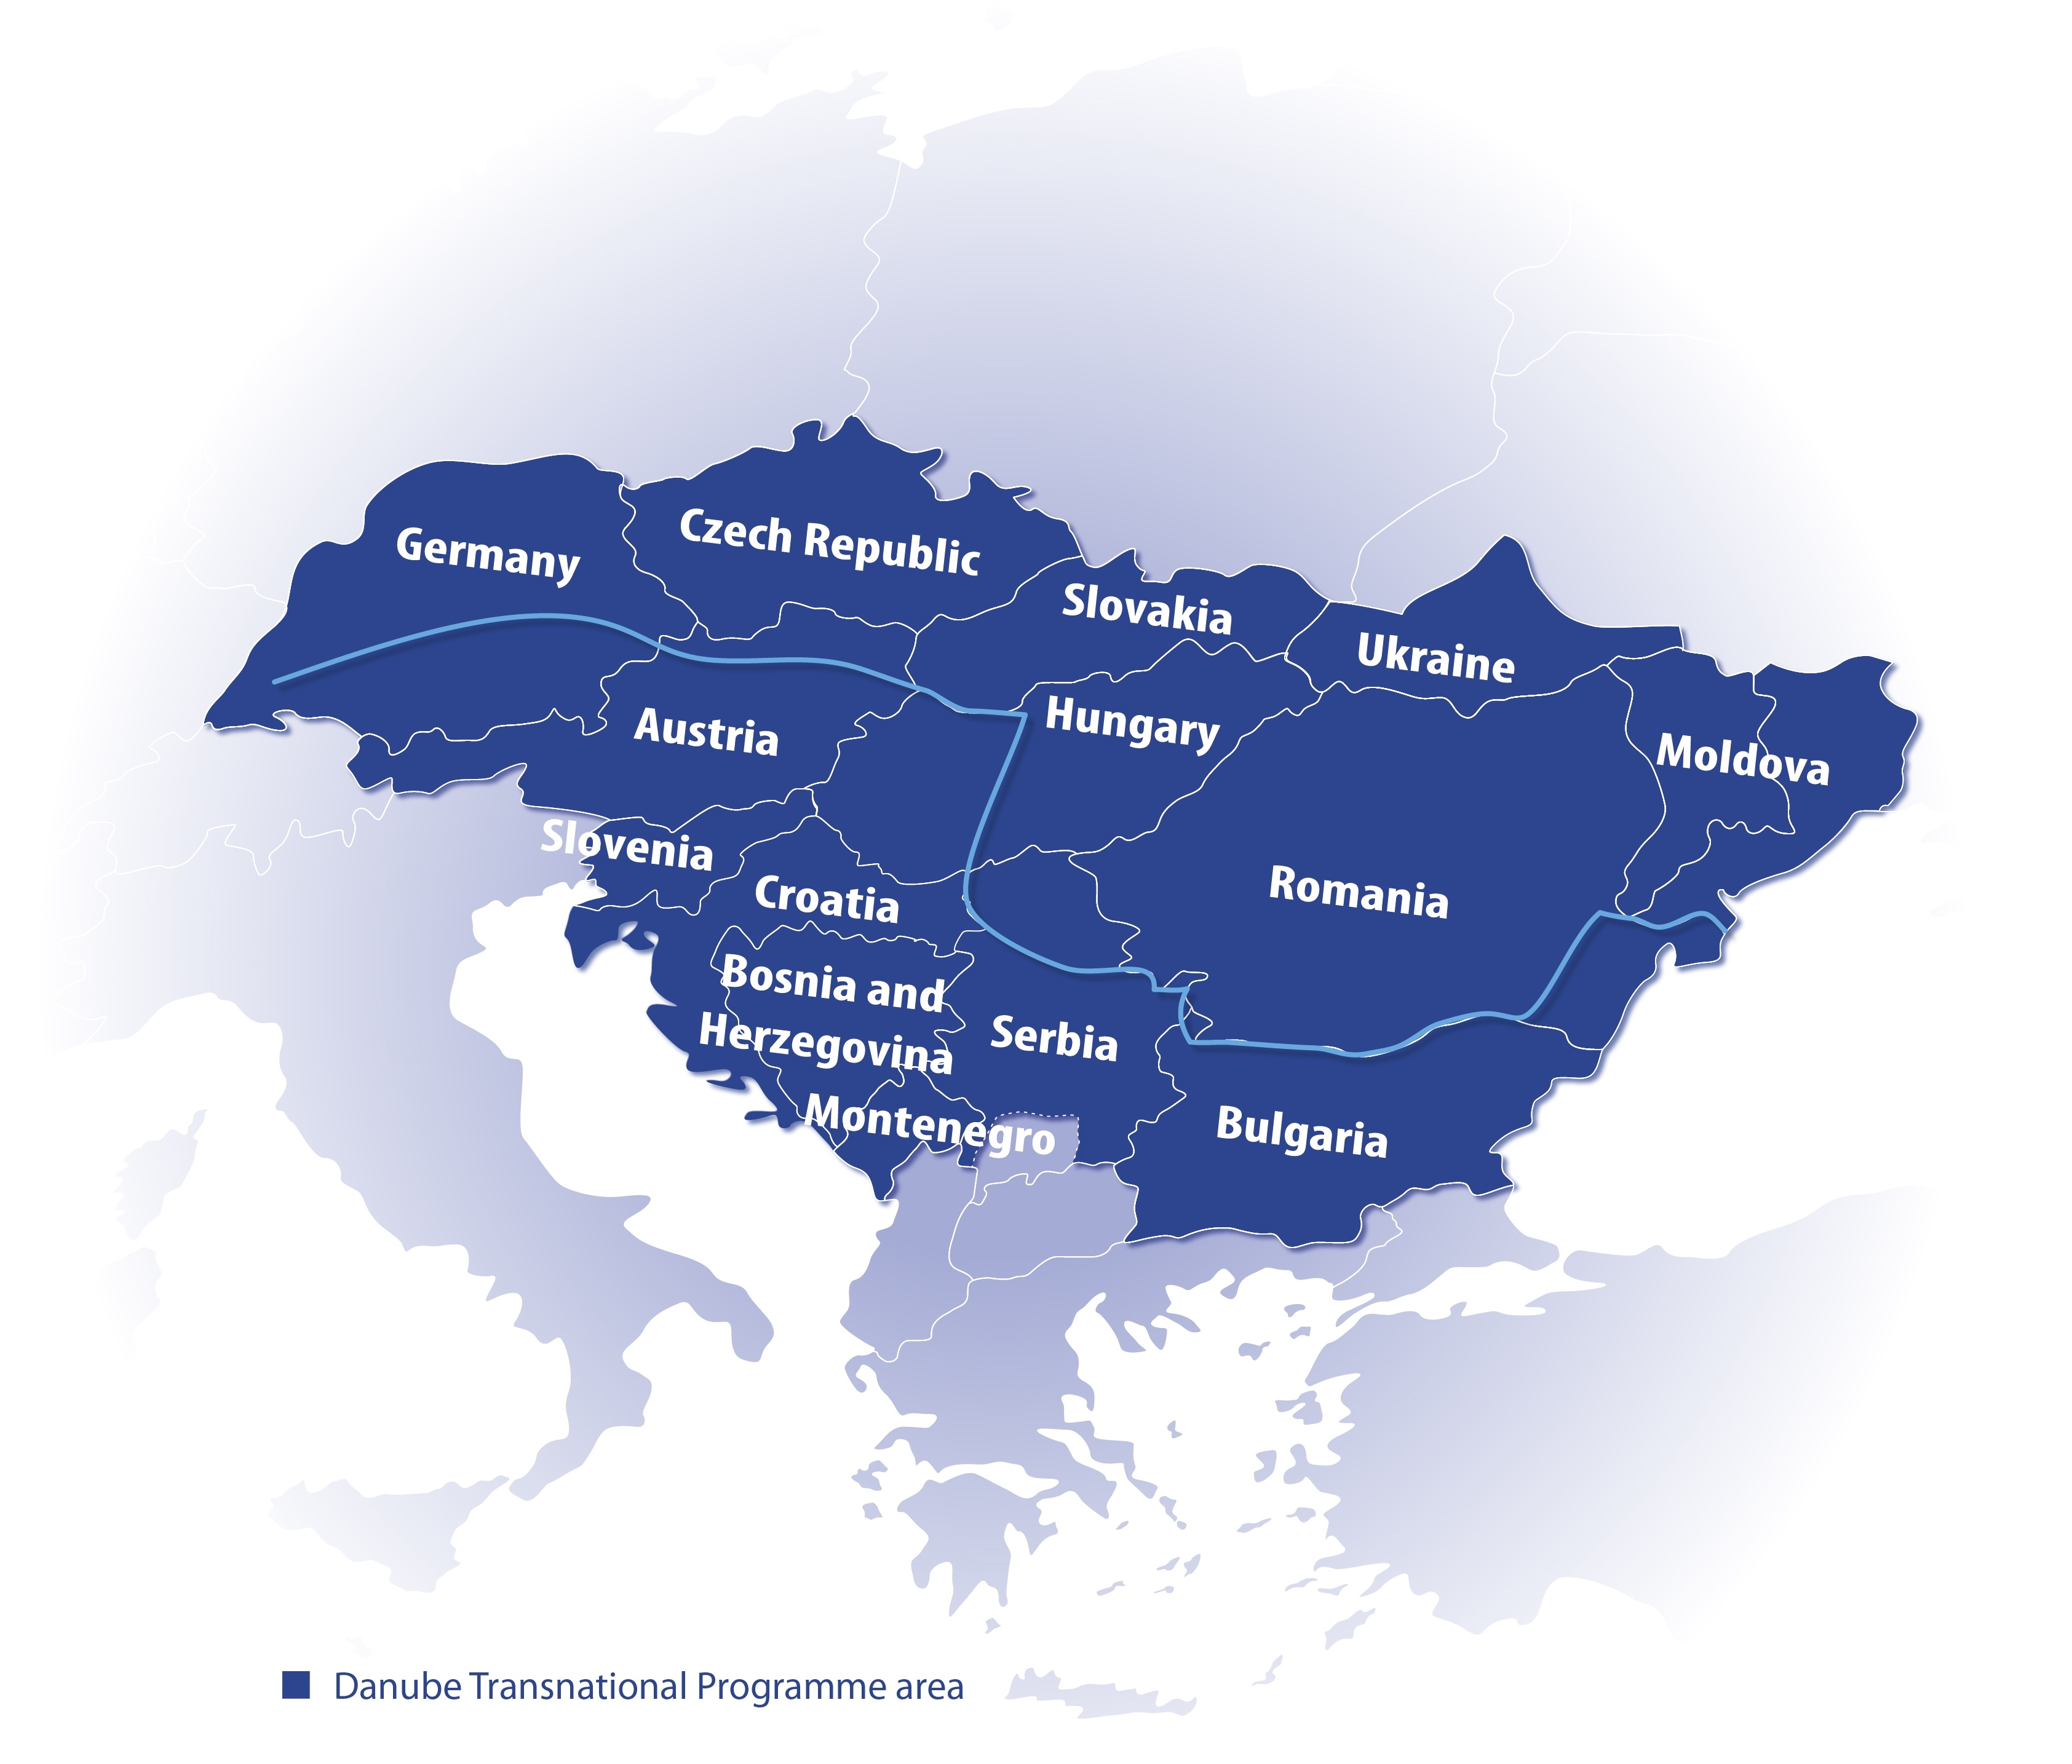 Germany
Czech Republic
Slovakia
Ukraine
Austria
Hungary
Moldova
Slovenia
Croatia
Romania
Bosnia and
Herzegovina
Serbia
Montenegro
Bulgaria
Danube Transnational Programme area